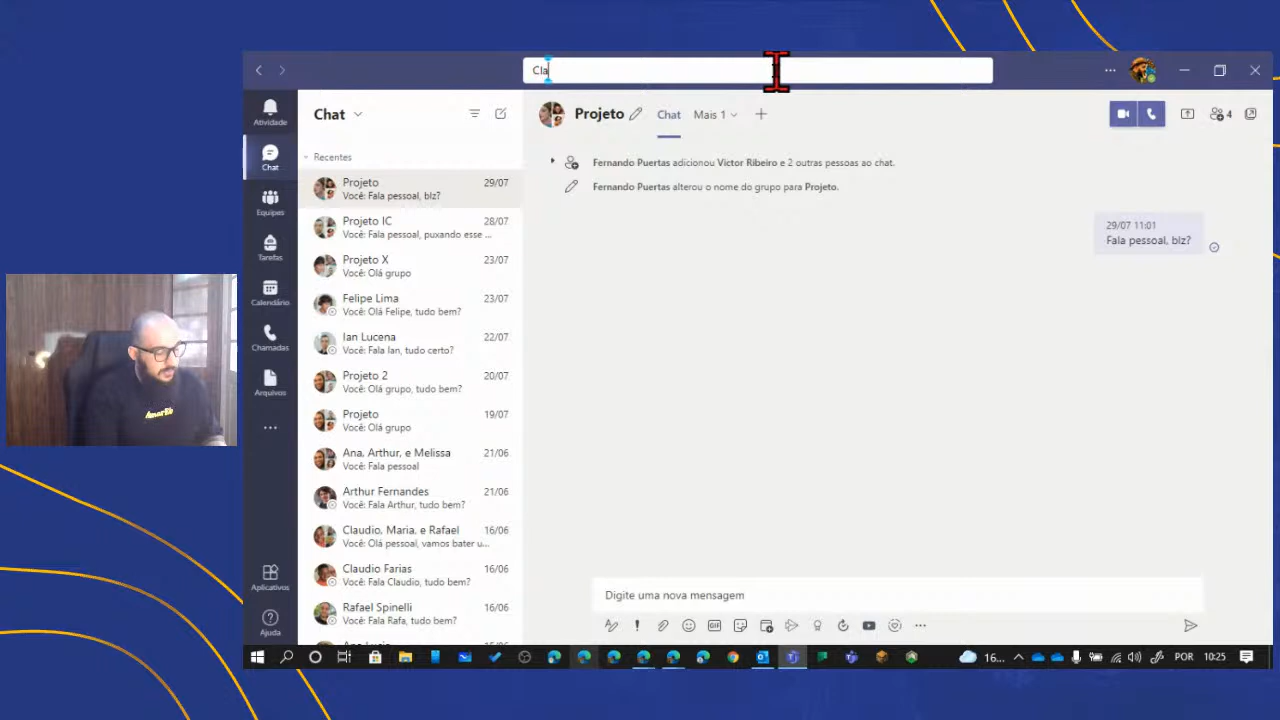 Cla
Atividade
Chat
Equipes
Tarefas
Calendário
Chamadas
Arquivos
Aplicativos
Ajuda
Chat
Recentes
Projeto 29/07
Você: Fala pessoal, blz?
Projeto IC 28/07
Você: Fala pessoal, puxando esse ...
Projeto X 23/07
Você: Olá grupo
Felipe Lima 23/07
Você: Olá Felipe, tudo bem?
Ian Lucena 22/07
Você: Fala Ian, tudo certo?
Projeto 2 20/07
Você: Olá grupo, tudo bem?
Projeto 19/07
Você: Olá grupo
Ana, Arthur, e Melissa 21/06
Você: Fala pessoal
Arthur Fernandes 21/06
Você: Fala Arthur, tudo bem?
Claudio, Maria, e Rafael 16/06
Você: Olá pessoal, vamos bater u...
Claudio Farias 16/06
Você: Fala Claudio, tudo bem?
Rafael Spinelli 16/06
Você: Fala Rafa, tudo bem?
Projeto Chat Mais 1 4
Fernando Puertas adicionou Victor Ribeiro e 2 outras pessoas ao chat.
Fernando Puertas alterou o nome do grupo para Projeto.
29/07 11:01
Fala pessoal, blz?
Digite uma nova mensagem
GIF
16... POR 10:25